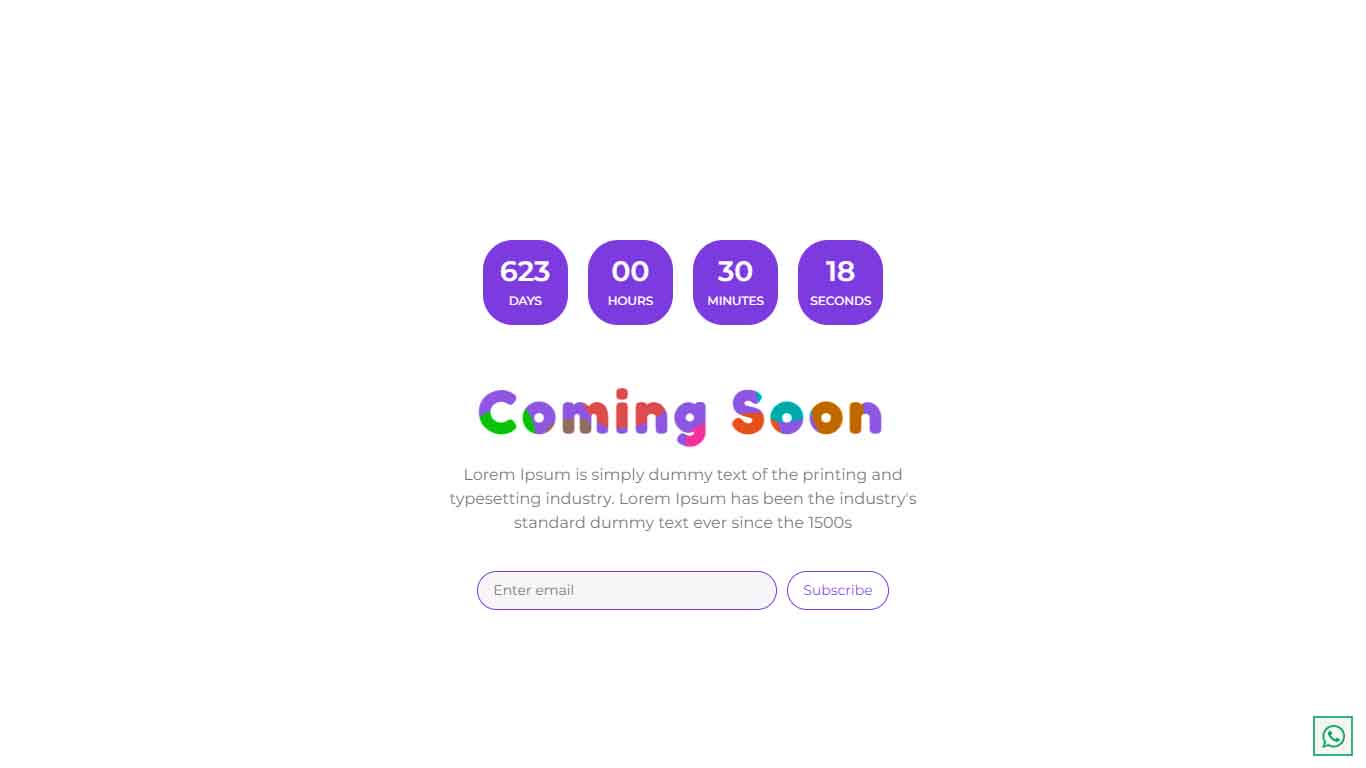 623 00 30 18
DAYS HOURS MINUTES SECONDS
Coming Soon
Lorem Ipsum is simply dummy text of the printing and
typesetting industry. Lorem Ipsum has been the industry's
standard dummy text ever since the 1500s
Enter email Subscribe